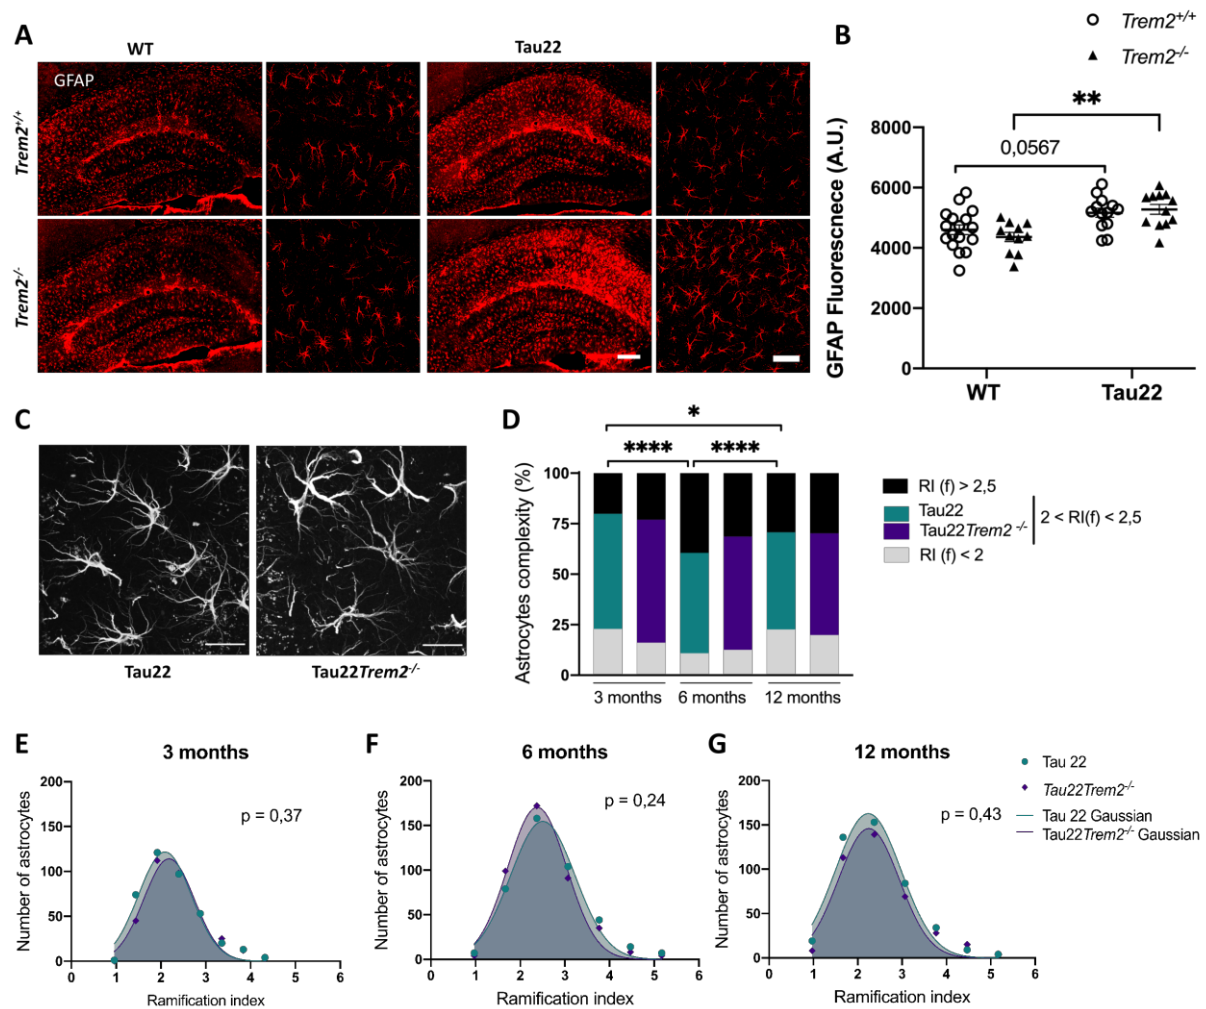 A
WT
Tau22
GFAP
Trem2+/+
Trem2-/-
B
Trem2+/+
Trem2-/-
**
0,0567
GFAP Fluorescnece (A.U.)
8000
6000
4000
2000
0
WT
Tau22
C
Tau22
Tau22Trem2-/-
D
*
**** ****
Astrocytes complexity (%)
100
75
50
25
0
3 months 6 months 12 months
RI (f) > 2,5
Tau22
Tau22Trem2 -/-
2 < RI(f) < 2,5
RI (f) < 2
E
3 months
Number of astrocytes
200
150
100
50
0
p = 0,37
0 1 2 3 4 5 6
Ramification index
F
6 months
Number of astrocytes
200
150
100
50
0
p = 0,24
0 1 2 3 4 5 6
Ramification index
G
12 months
Number of astrocytes
200
150
100
50
0
p = 0,43
0 1 2 3 4 5 6
Ramification index
Tau 22
Tau22Trem2-/-
Tau 22 Gaussian
Tau22Trem2-/- Gaussian